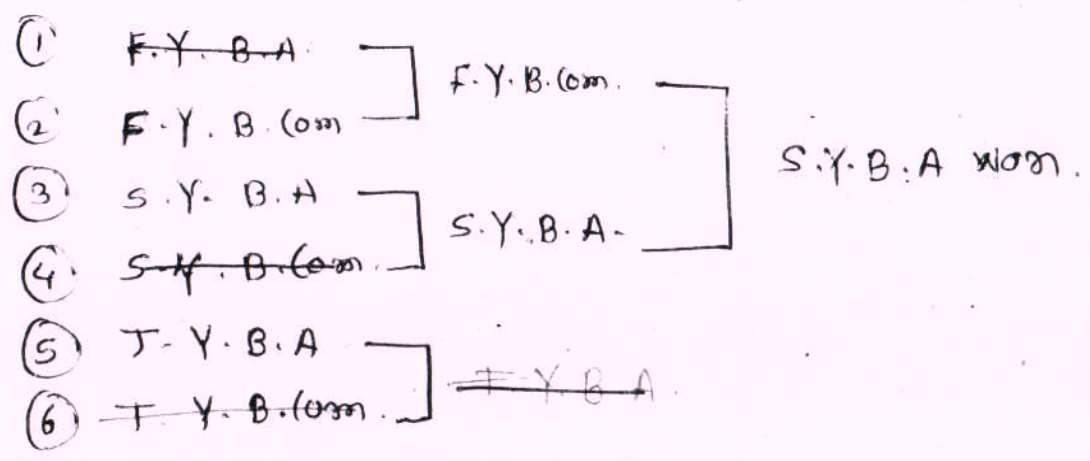 ① F.Y.B.A
② F.Y.B.Com
③ S.Y.B.A
④ S.Y.B.Com.
⑤ T.Y.B.A
⑥ T.Y.B.Com.
F.Y.B.Com.
S.Y.B.A.
T.Y.B.A.
S.Y.B.A won.